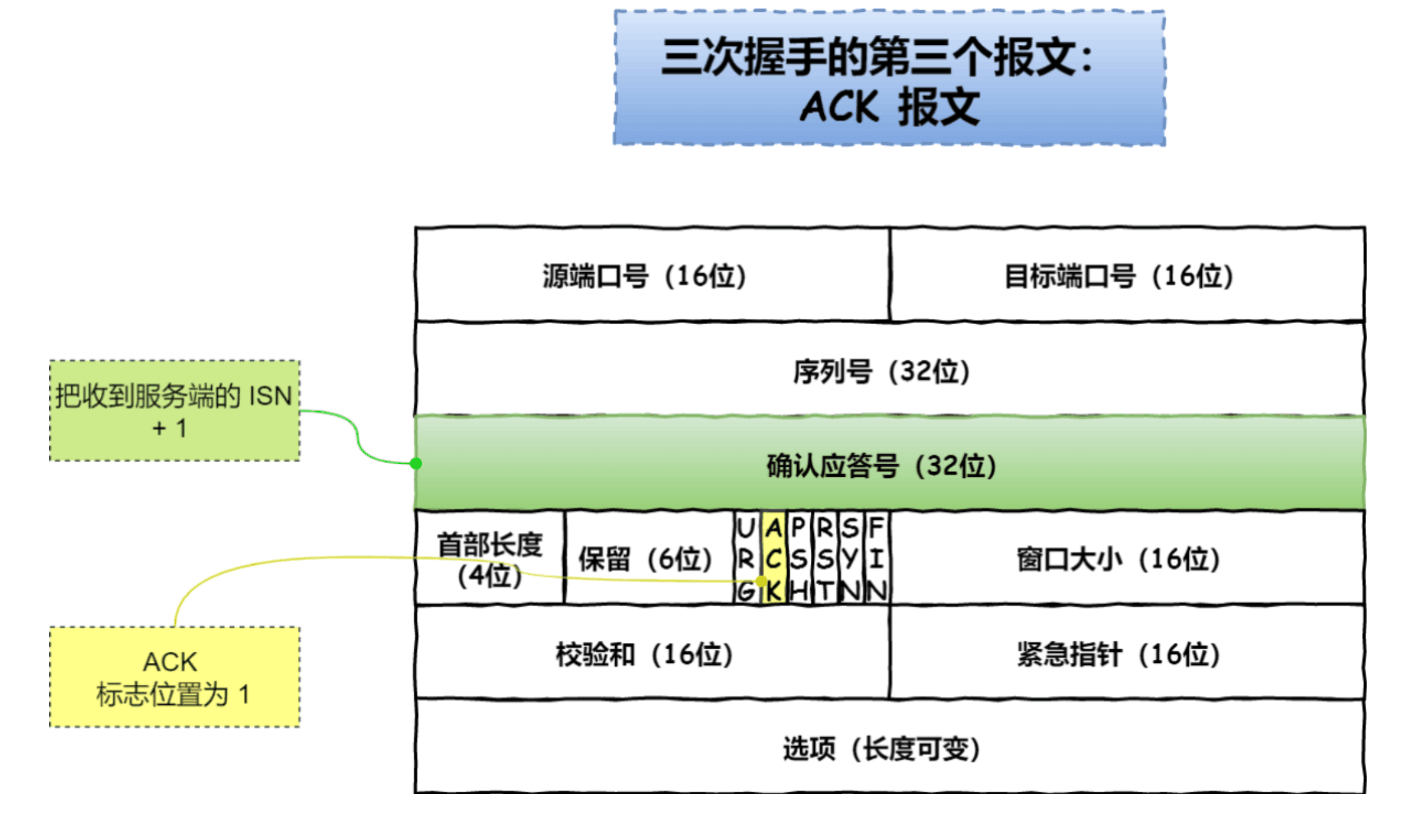 三次握手的第三个报文：
ACK 报文
源端口号（16位）
目标端口号（16位）
序列号（32位）
把收到服务端的 ISN
+ 1
确认应答号（32位）
首部长度
（4位）
保留（6位）
URG
ACK
PSH
RST
SYN
FIN
窗口大小（16位）
ACK
标志位置为 1
校验和（16位）
紧急指针（16位）
选项（长度可变）